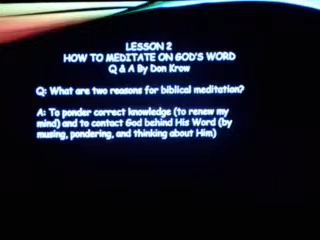 LESSON 2
HOW TO MEDITATE ON GOD'S WORD
Q & A By Don Krow
Q: What are two reasons for biblical meditation?
A: To ponder correct knowledge (to renew my
mind) and to contact God behind His Word (by
musing, pondering, and thinking about Him)